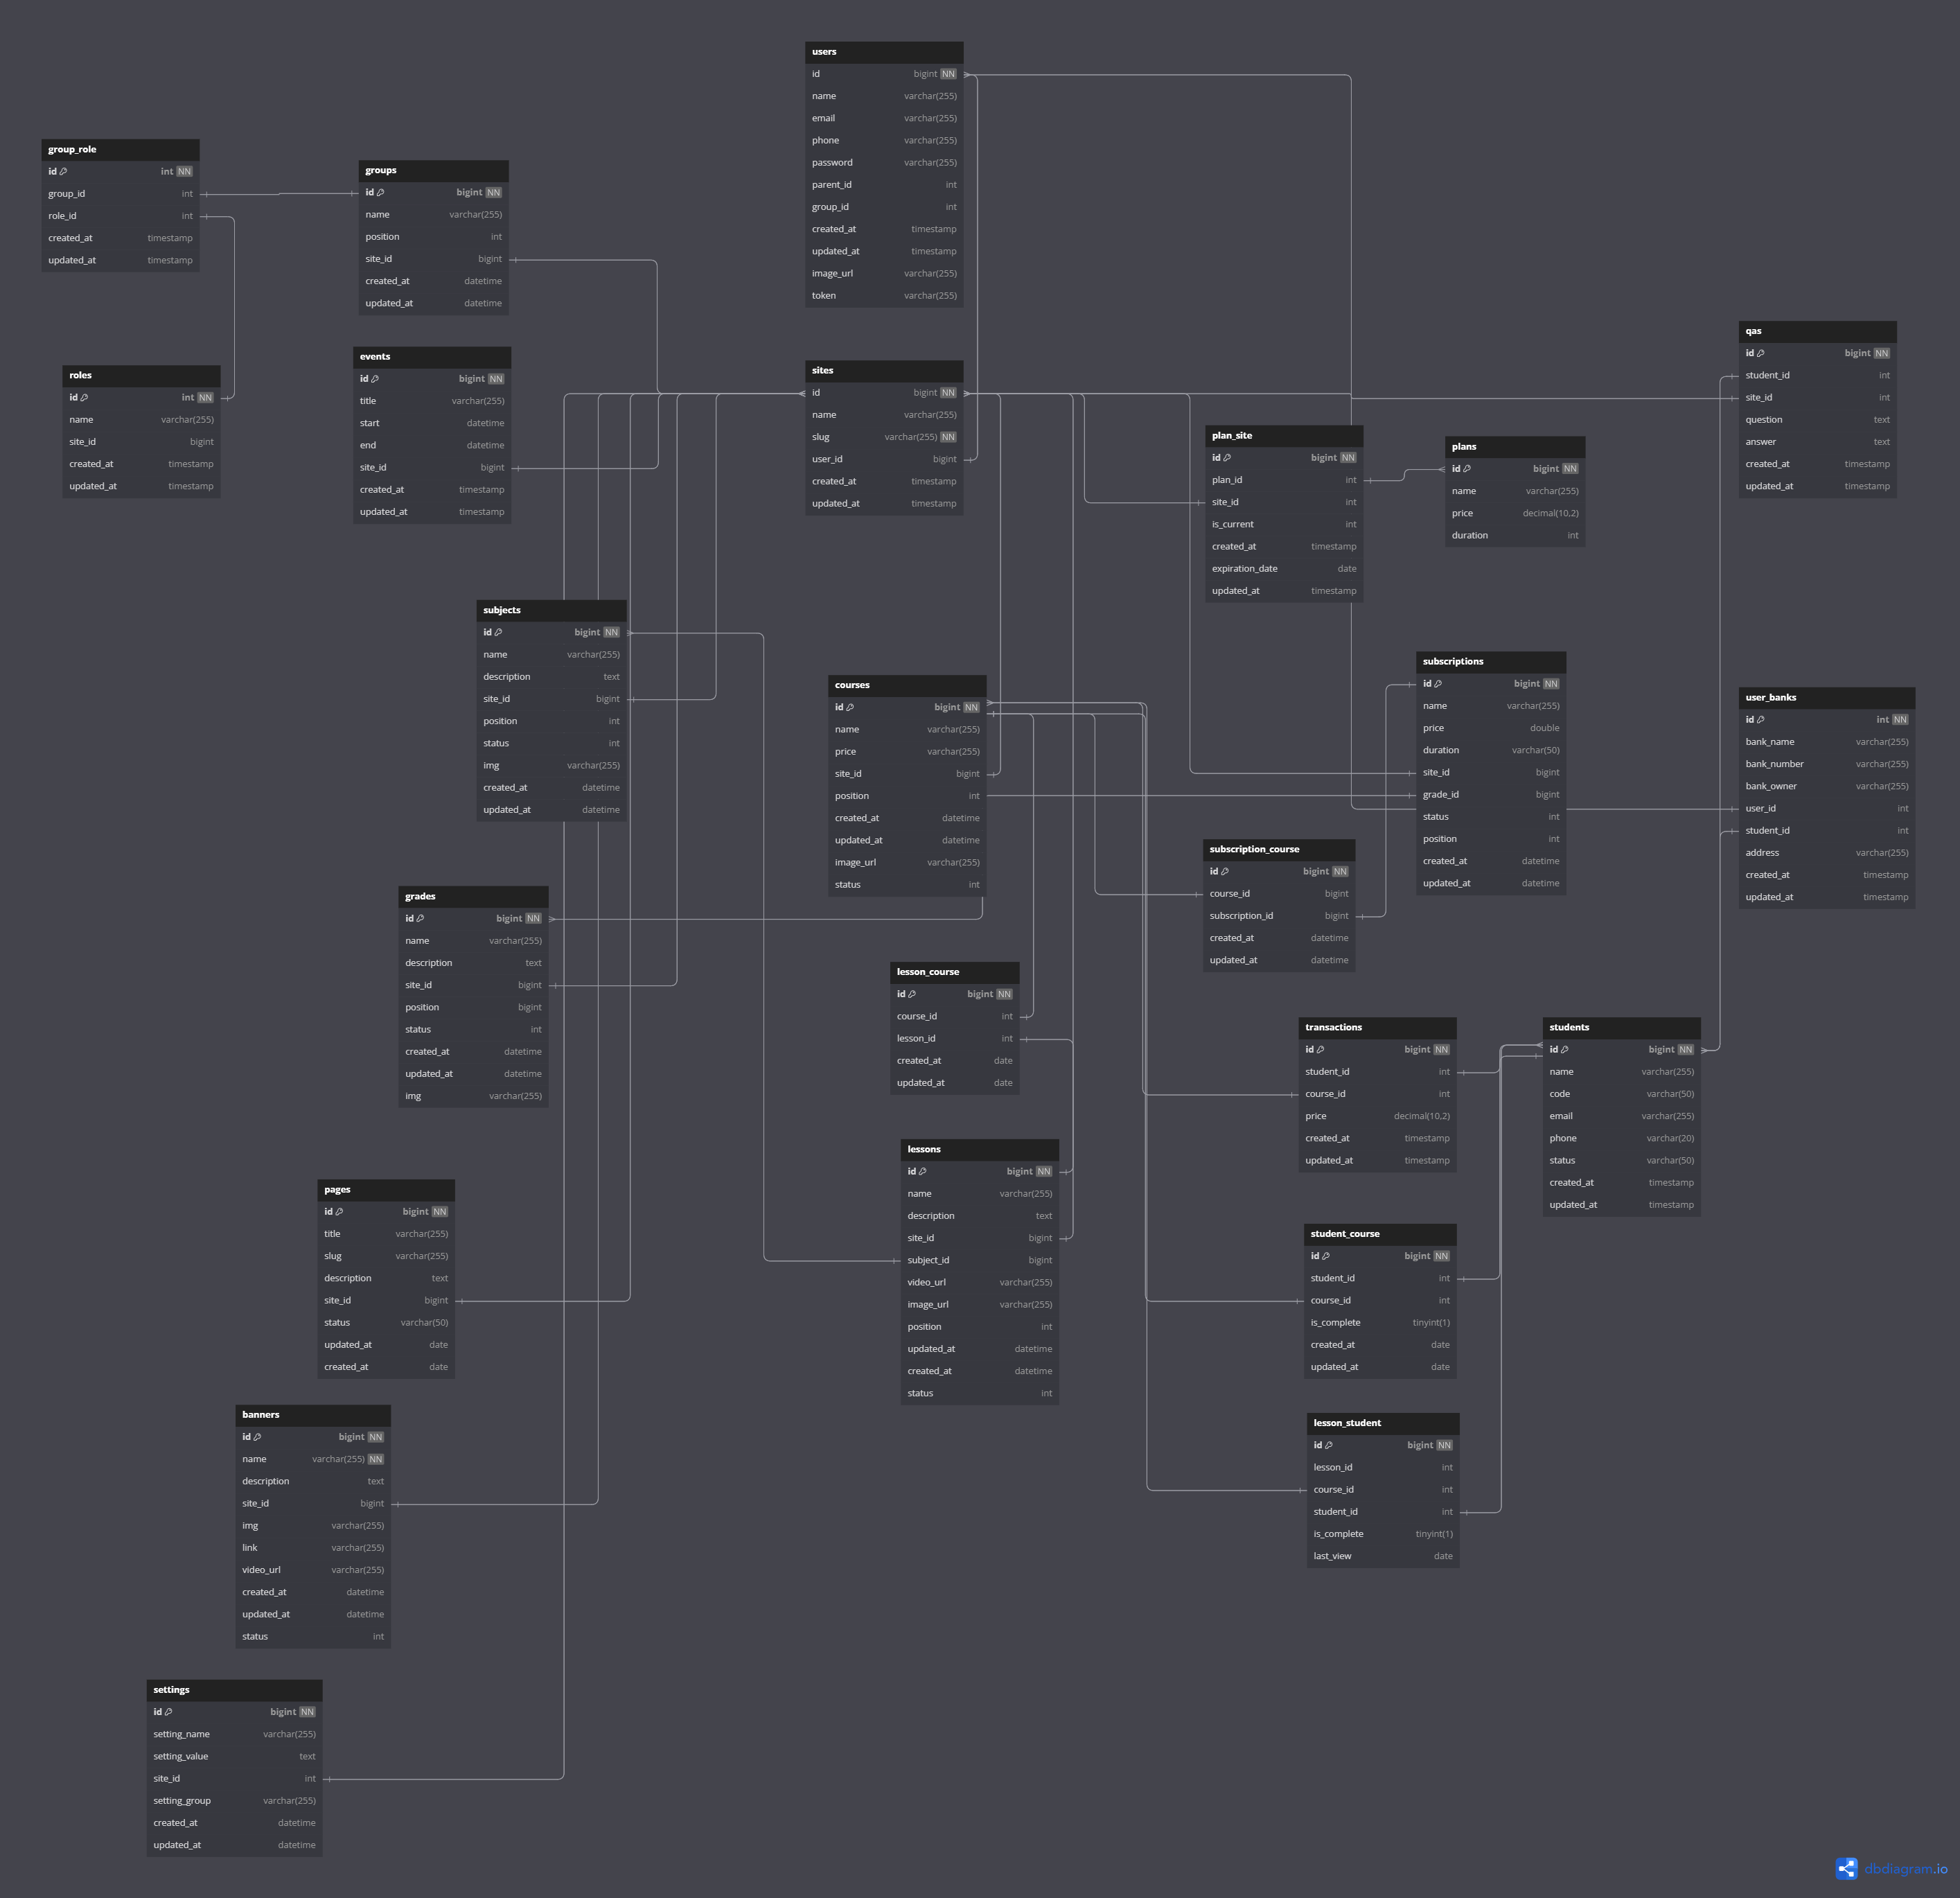 users
id bigint NN
name varchar(255)
email varchar(255)
phone varchar(255)
password varchar(255)
parent_id int
group_id int
created_at timestamp
updated_at timestamp
image_url varchar(255)
token varchar(255)
group_role
id int NN
group_id int
role_id int
created_at timestamp
updated_at timestamp
groups
id bigint NN
name varchar(255)
position int
site_id bigint
created_at datetime
updated_at datetime
roles
id int NN
name varchar(255)
site_id bigint
created_at timestamp
updated_at timestamp
events
id bigint NN
title varchar(255)
start datetime
end datetime
site_id bigint
created_at timestamp
updated_at timestamp
sites
id bigint NN
name varchar(255)
slug varchar(255) NN
user_id bigint
created_at timestamp
updated_at timestamp
plan_site
id bigint NN
plan_id int
site_id int
is_current int
created_at timestamp
expiration_date date
updated_at timestamp
plans
id bigint NN
name varchar(255)
price decimal(10,2)
duration int
qas
id bigint NN
student_id int
site_id int
question text
answer text
created_at timestamp
updated_at timestamp
subjects
id bigint NN
name varchar(255)
description text
site_id bigint
position int
status int
img varchar(255)
created_at datetime
updated_at datetime
courses
id bigint NN
name varchar(255)
price varchar(255)
site_id bigint
position int
created_at datetime
updated_at datetime
image_url varchar(255)
status int
subscriptions
id bigint NN
name varchar(255)
price double
duration varchar(50)
site_id bigint
grade_id bigint
status int
position int
created_at datetime
updated_at datetime
user_banks
id int NN
bank_name varchar(255)
bank_number varchar(255)
bank_owner varchar(255)
user_id int
student_id int
address varchar(255)
created_at timestamp
updated_at timestamp
subscription_course
id bigint NN
course_id bigint
subscription_id bigint
created_at datetime
updated_at datetime
grades
id bigint NN
name varchar(255)
description text
site_id bigint
position bigint
status int
created_at datetime
updated_at datetime
img varchar(255)
lesson_course
id bigint NN
course_id int
lesson_id int
created_at date
updated_at date
transactions
id bigint NN
student_id int
course_id int
price decimal(10,2)
created_at timestamp
updated_at timestamp
students
id bigint NN
name varchar(255)
code varchar(50)
email varchar(255)
phone varchar(20)
status varchar(50)
created_at timestamp
updated_at timestamp
lessons
id bigint NN
name varchar(255)
description text
site_id bigint
subject_id bigint
video_url varchar(255)
image_url varchar(255)
position int
updated_at datetime
created_at datetime
status int
pages
id bigint NN
title varchar(255)
slug varchar(255)
description text
site_id bigint
status varchar(50)
updated_at date
created_at date
student_course
id bigint NN
student_id int
course_id int
is_complete tinyint(1)
created_at date
updated_at date
banners
id bigint NN
name varchar(255) NN
description text
site_id bigint
img varchar(255)
link varchar(255)
video_url varchar(255)
created_at datetime
updated_at datetime
status int
lesson_student
id bigint NN
lesson_id int
course_id int
student_id int
is_complete tinyint(1)
last_view date
settings
id bigint NN
setting_name varchar(255)
setting_value text
site_id int
setting_group varchar(255)
created_at datetime
updated_at datetime
dbdiagram.io